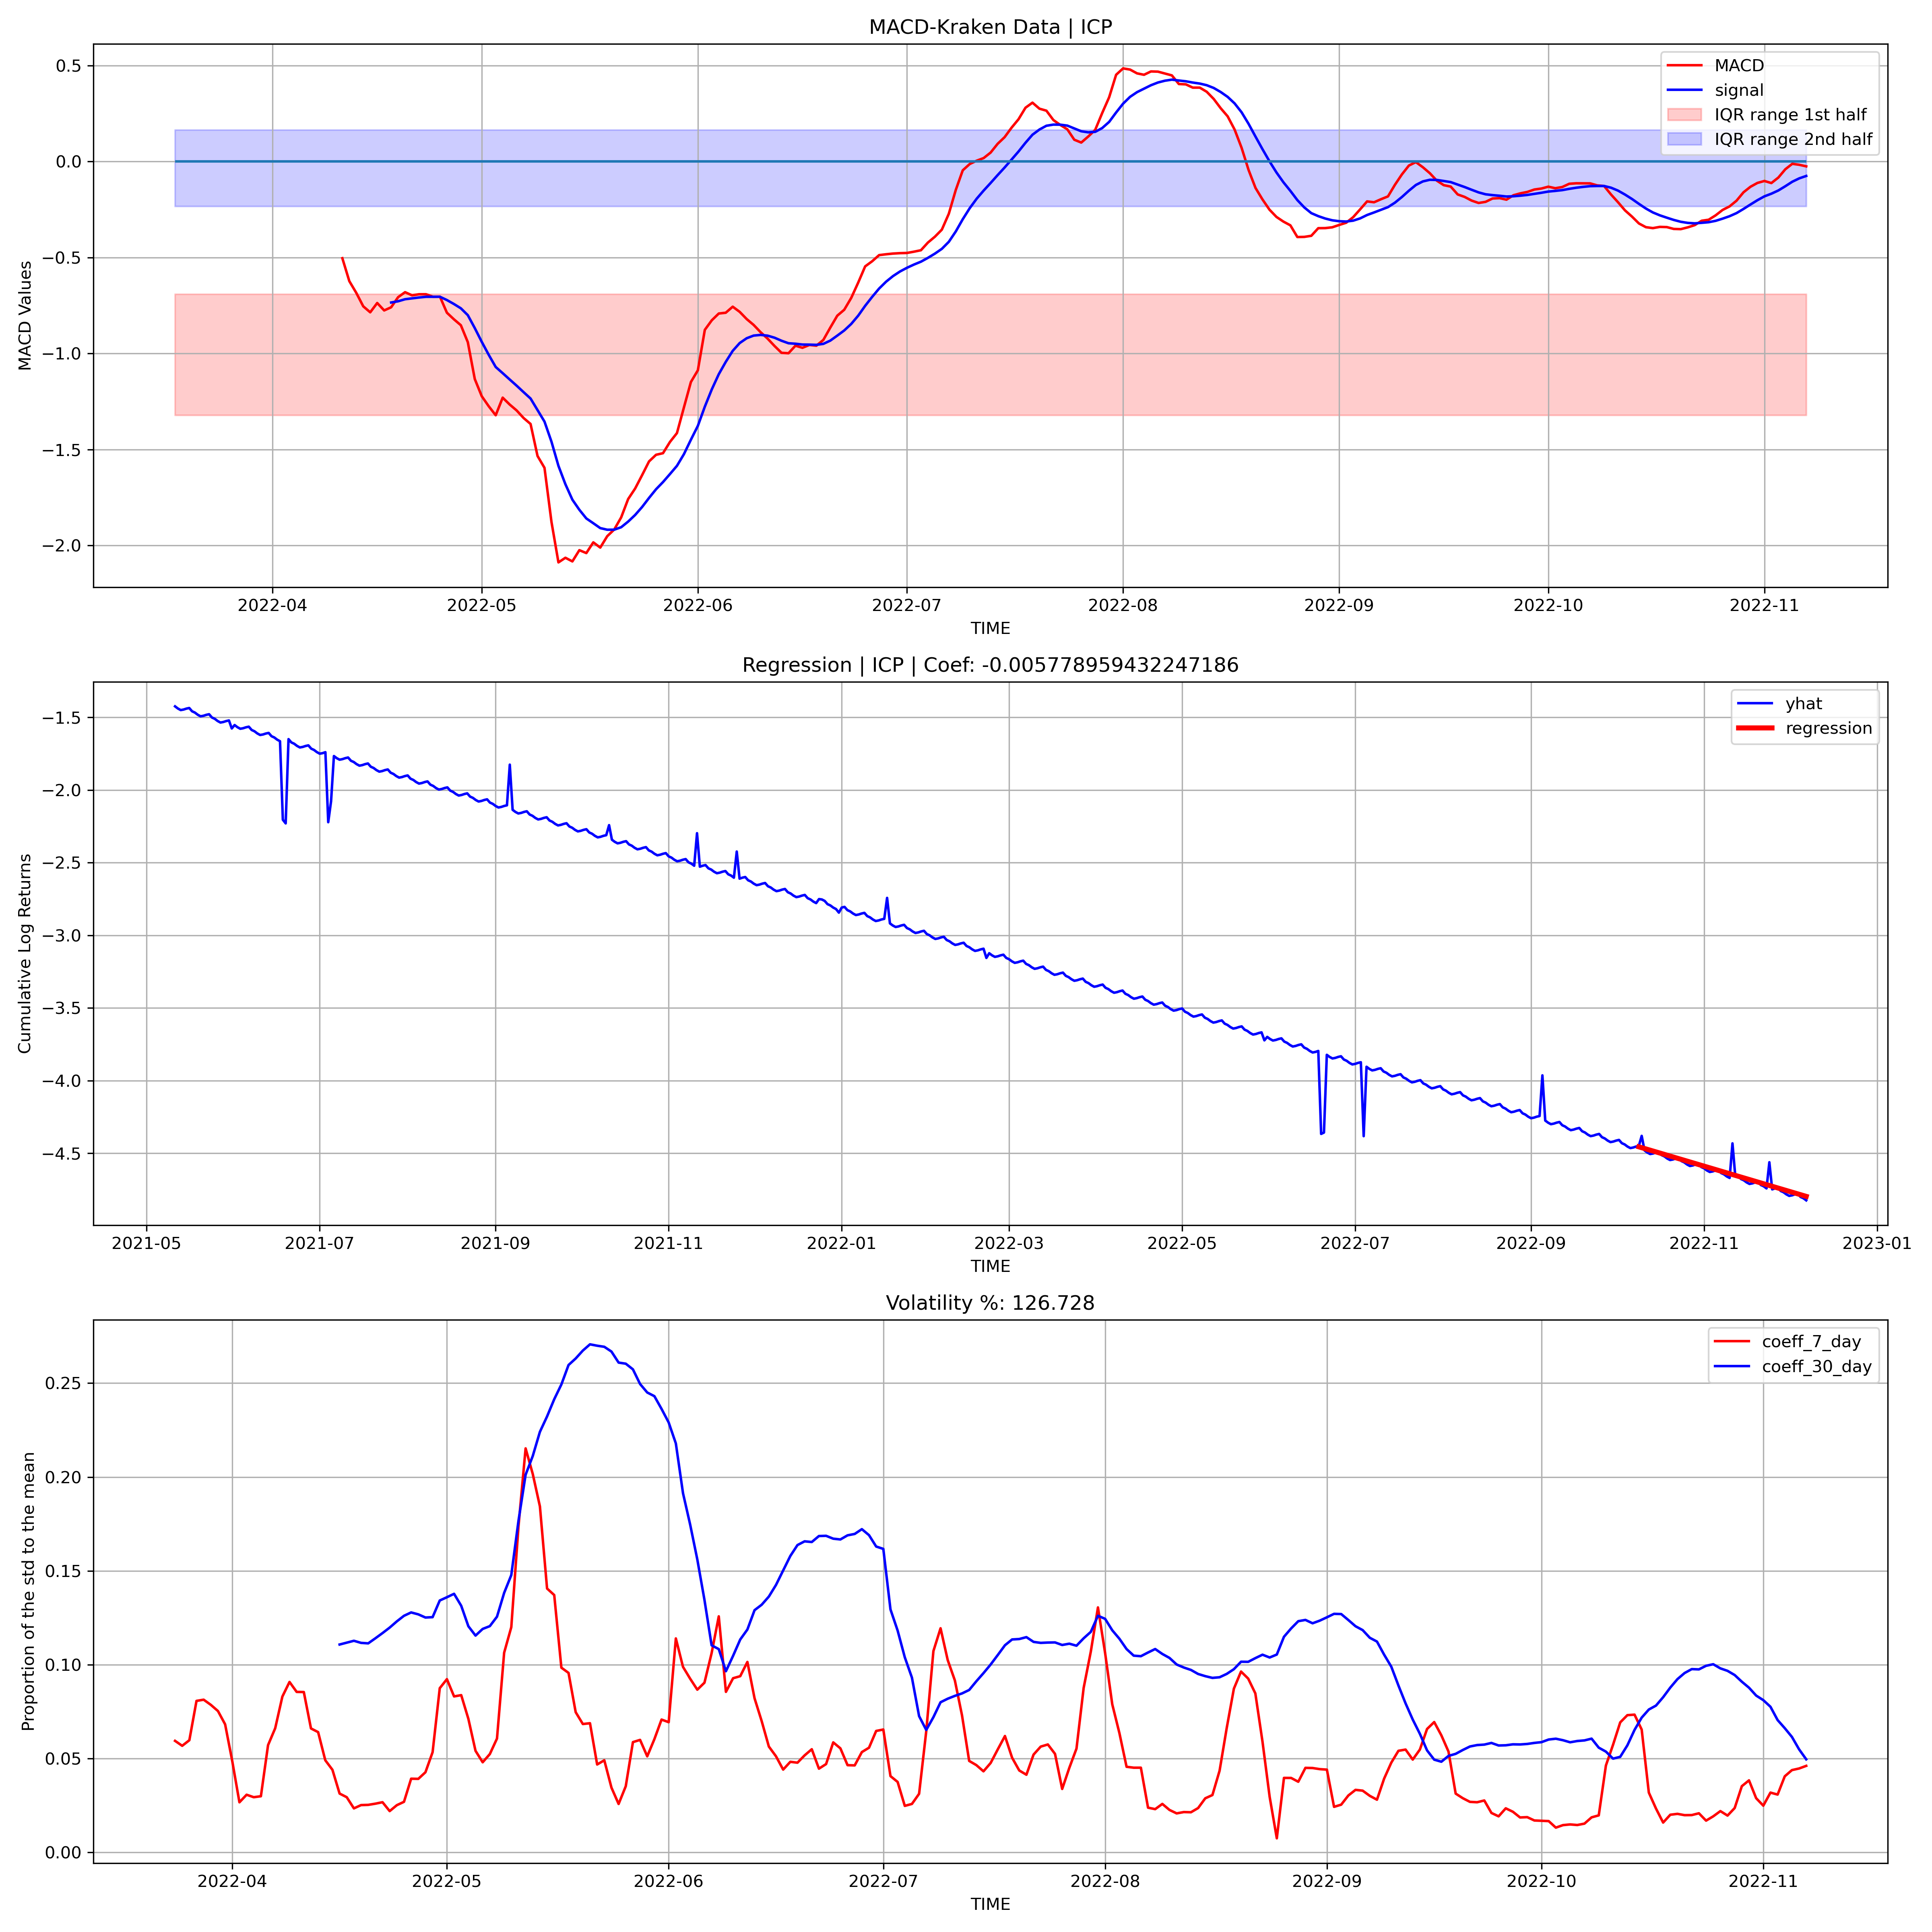 MACD-Kraken Data | ICP
MACD
signal
IQR range 1st half
IQR range 2nd half
MACD Values
0.5
0.0
−0.5
−1.0
−1.5
−2.0
2022-04 2022-05 2022-06 2022-07 2022-08 2022-09 2022-10 2022-11
TIME
Regression | ICP | Coef: -0.005778959432247186
yhat
regression
Cumulative Log Returns
−1.5
−2.0
−2.5
−3.0
−3.5
−4.0
−4.5
2021-05 2021-07 2021-09 2021-11 2022-01 2022-03 2022-05 2022-07 2022-09 2022-11 2023-01
TIME
Volatility %: 126.728
coeff_7_day
coeff_30_day
Proportion of the std to the mean
0.25
0.20
0.15
0.10
0.05
0.00
2022-04 2022-05 2022-06 2022-07 2022-08 2022-09 2022-10 2022-11
TIME